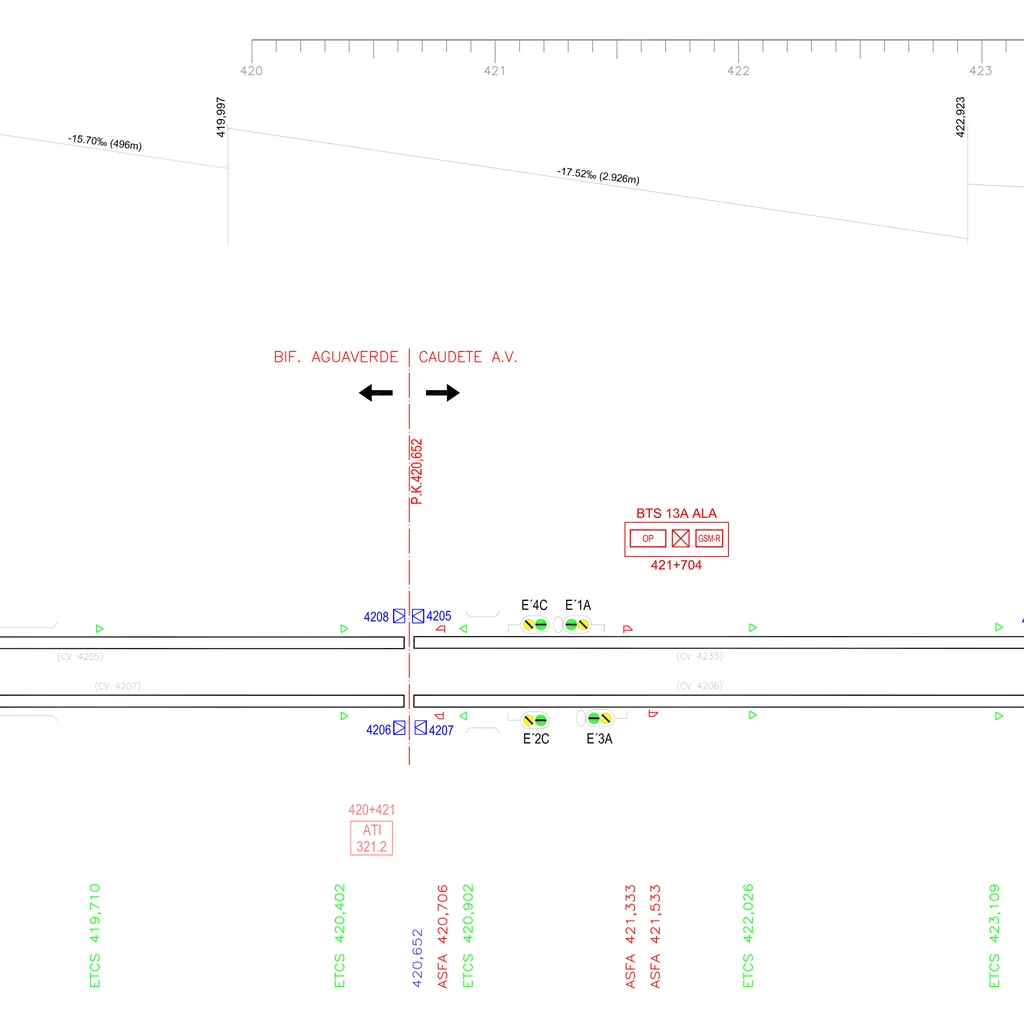 420 421 422 423
419,997
422,923
-15.70‰ (496m)
-17.52‰ (2.926m)
BIF. AGUAVERDE CAUDETE A.V.
P.K.420,652
BTS 13A ALA
OP GSM-R
421+704
E´4C E´1A
4208 4205
(CV 4205) (CV 4233)
(CV 4207) (CV 4206)
4206 4207
E´2C E´3A
420+421
ATI
321.2
ETCS 419,710
ETCS 420,402
420,652
ASFA 420,706
ETCS 420,902
ASFA 421,333
ASFA 421,533
ETCS 422,026
ETCS 423,109